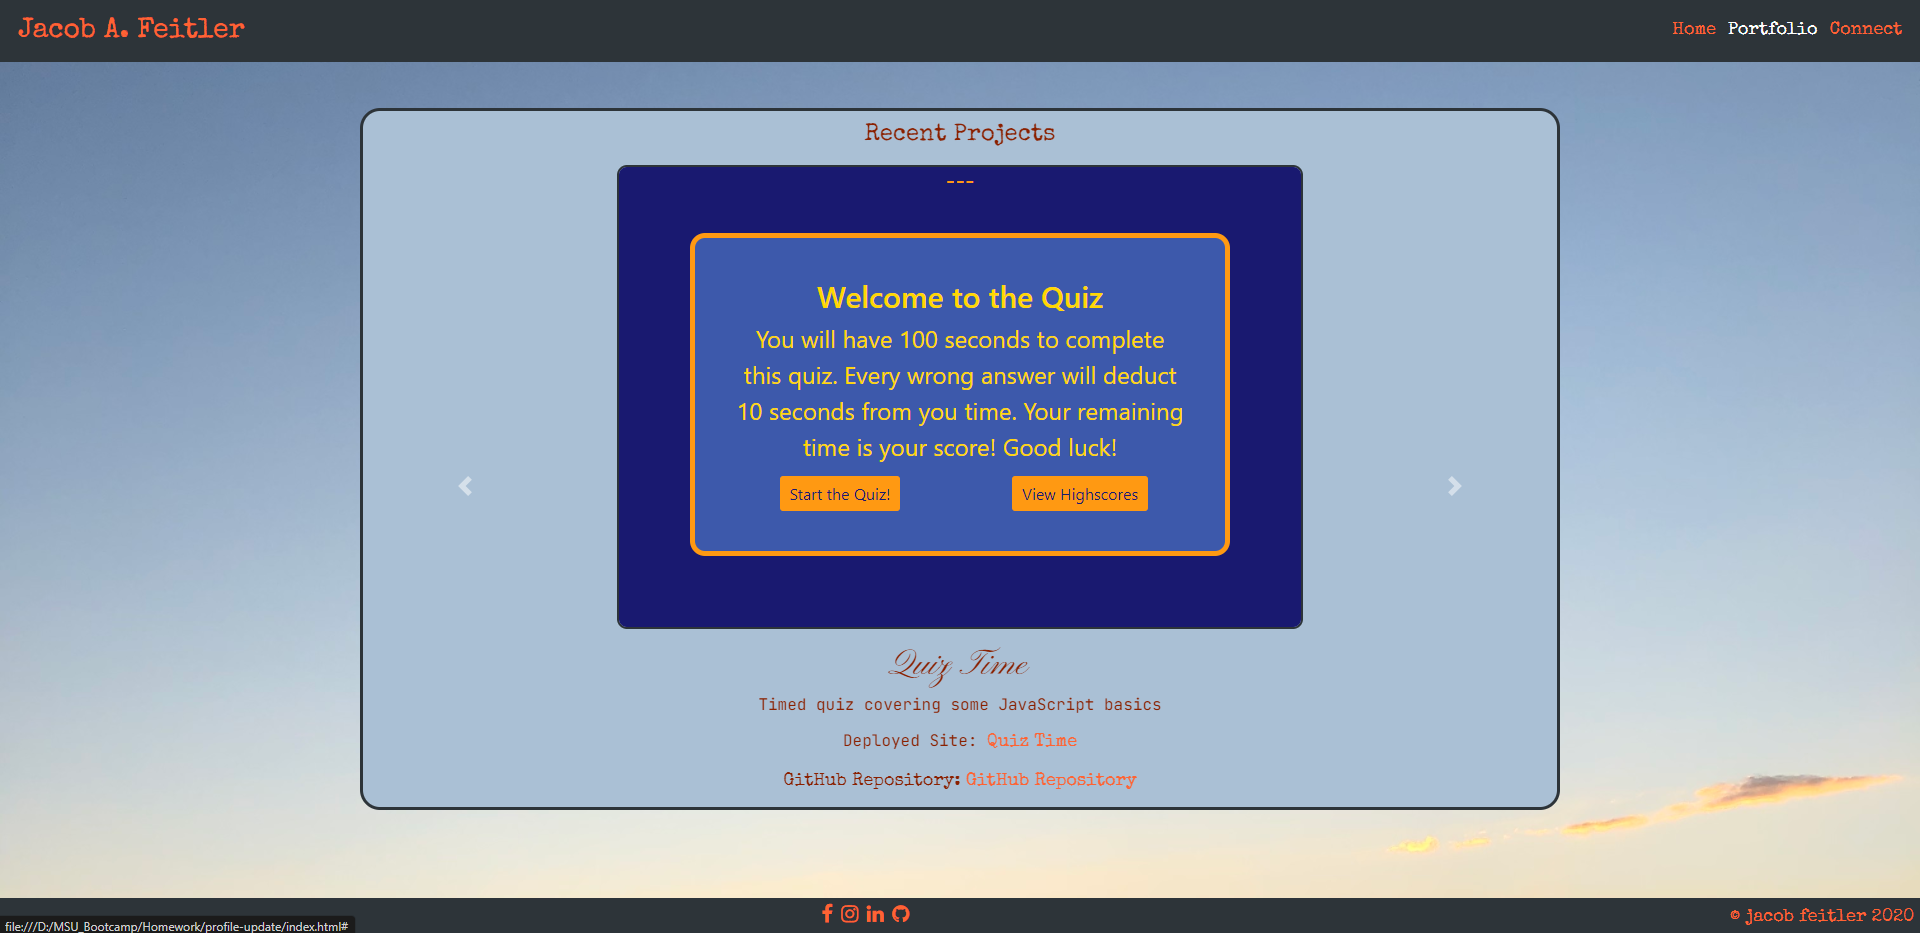 Jacob A. Feitler
Home Portfolio Connect
Recent Projects
---
Welcome to the Quiz
You will have 100 seconds to complete
this quiz. Every wrong answer will deduct
10 seconds from you time. Your remaining
time is your score! Good luck!
Start the Quiz!
View Highscores
Quiz Time
Timed quiz covering some JavaScript basics
Deployed Site: Quiz Time
GitHub Repository: GitHub Repository
© jacob feitler 2020
file:///D:/MSU_Bootcamp/Homework/profile-update/index.html#